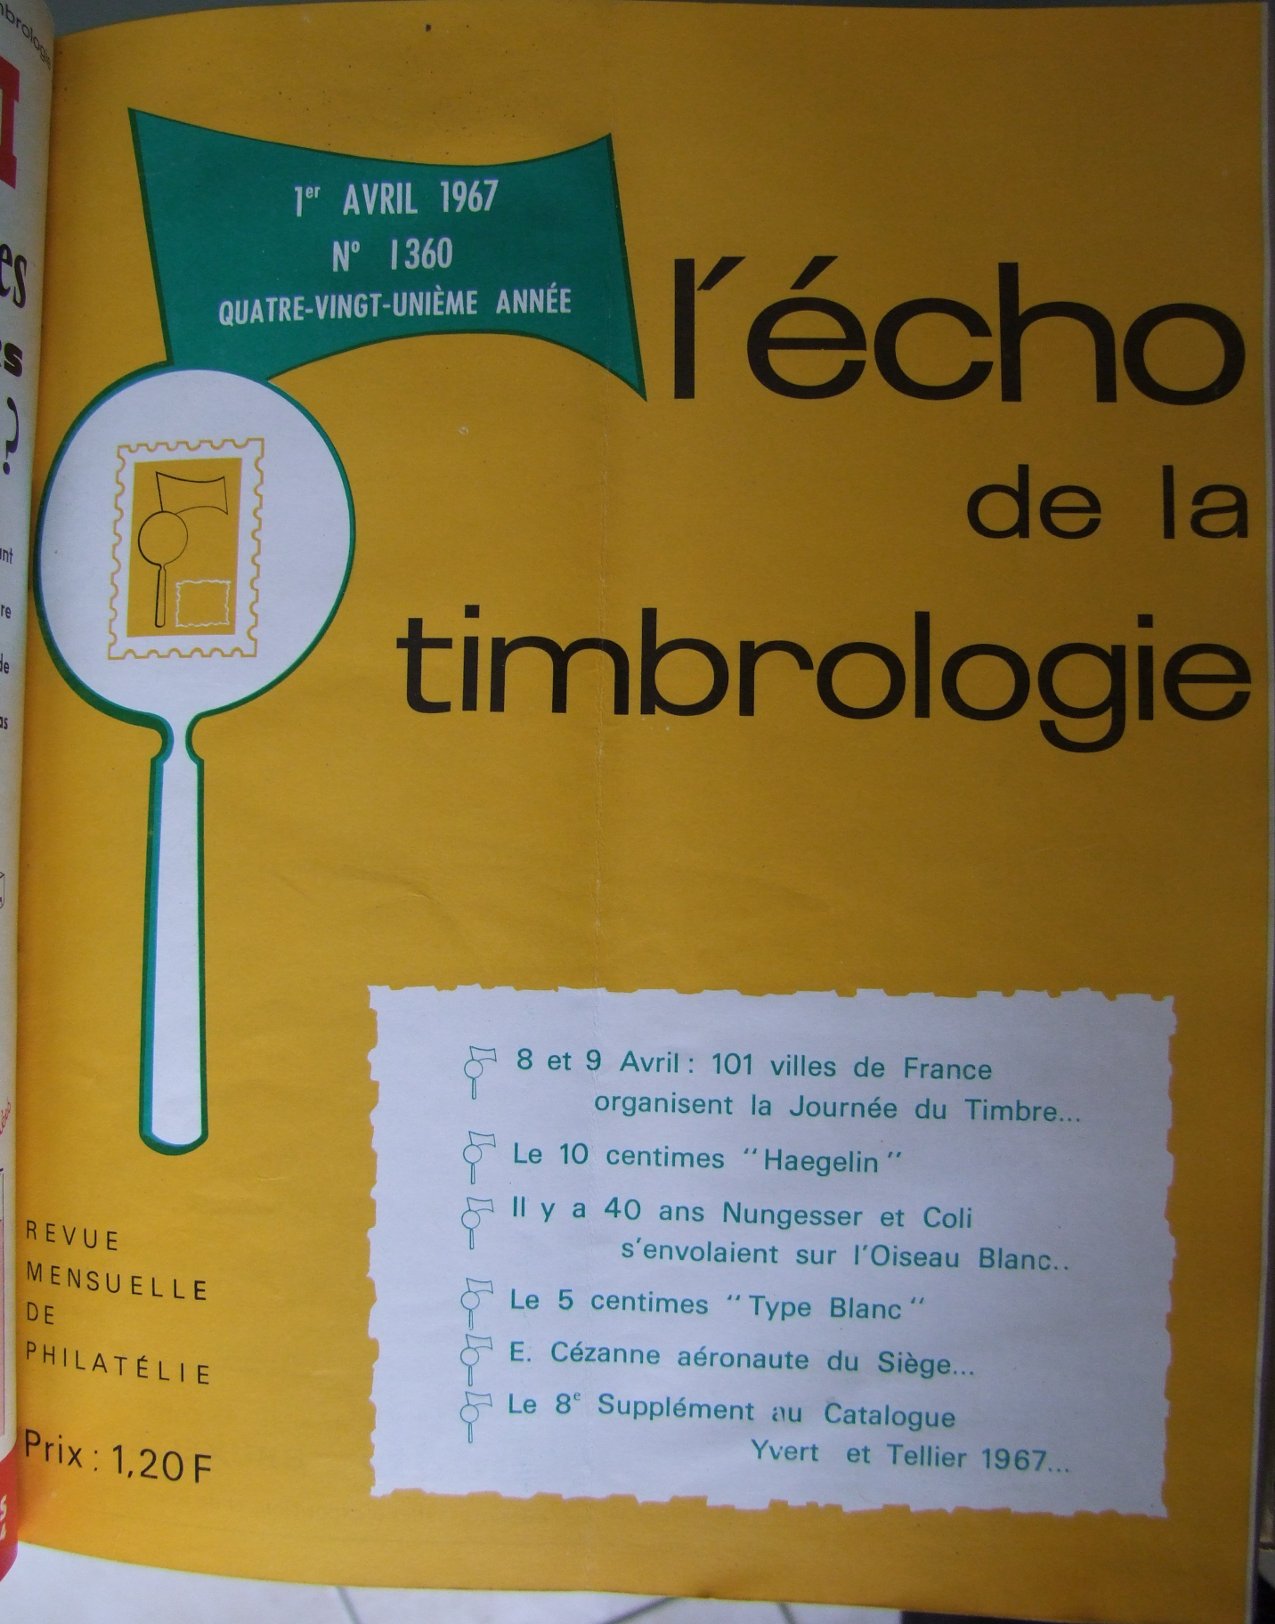 1er AVRIL 1967
Nº 1360
QUATRE-VINGT-UNIÈME ANNÉE
l'écho
de la
timbrologie
8 et 9 Avril : 101 villes de France
organisent la Journée du Timbre...
Le 10 centimes "Haegelin"
Il y a 40 ans Nungesser et Coli
s'envolaient sur l'Oiseau Blanc..
Le 5 centimes "Type Blanc"
E. Cézanne aéronaute du Siège...
Le 8e Supplément au Catalogue
Yvert et Tellier 1967...
REVUE
MENSUELLE
DE
PHILATÉLIE
Prix : 1,20 F